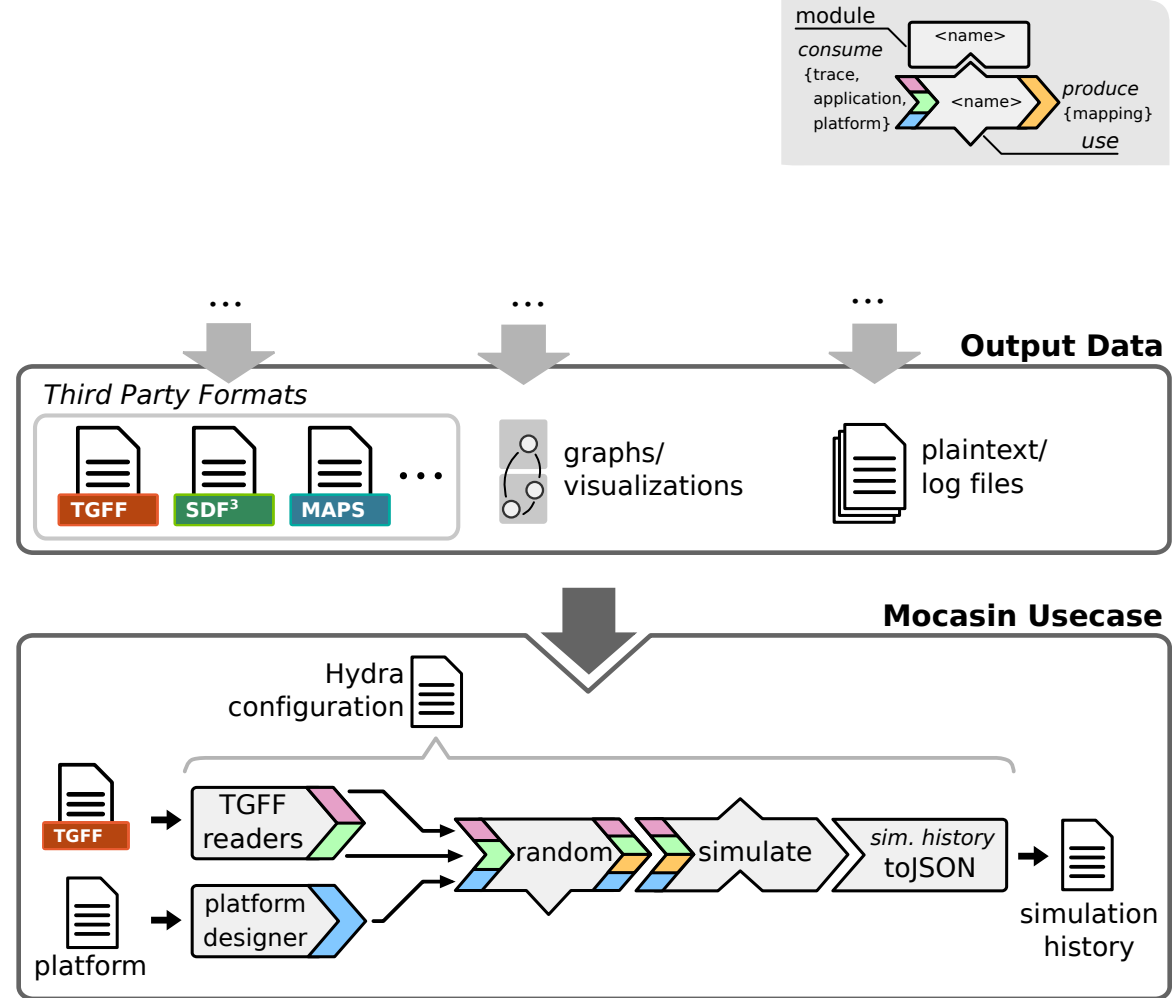 module
<name>
consume
{trace,
application,
platform}
<name>
produce
{mapping}
use
...
...
...
Output Data
Third Party Formats
TGFF
SDF³
MAPS
...
graphs/
visualizations
plaintext/
log files
Mocasin Usecase
Hydra
configuration
TGFF
TGFF
readers
random
simulate
sim. history
toJSON
platform
platform
designer
simulation
history